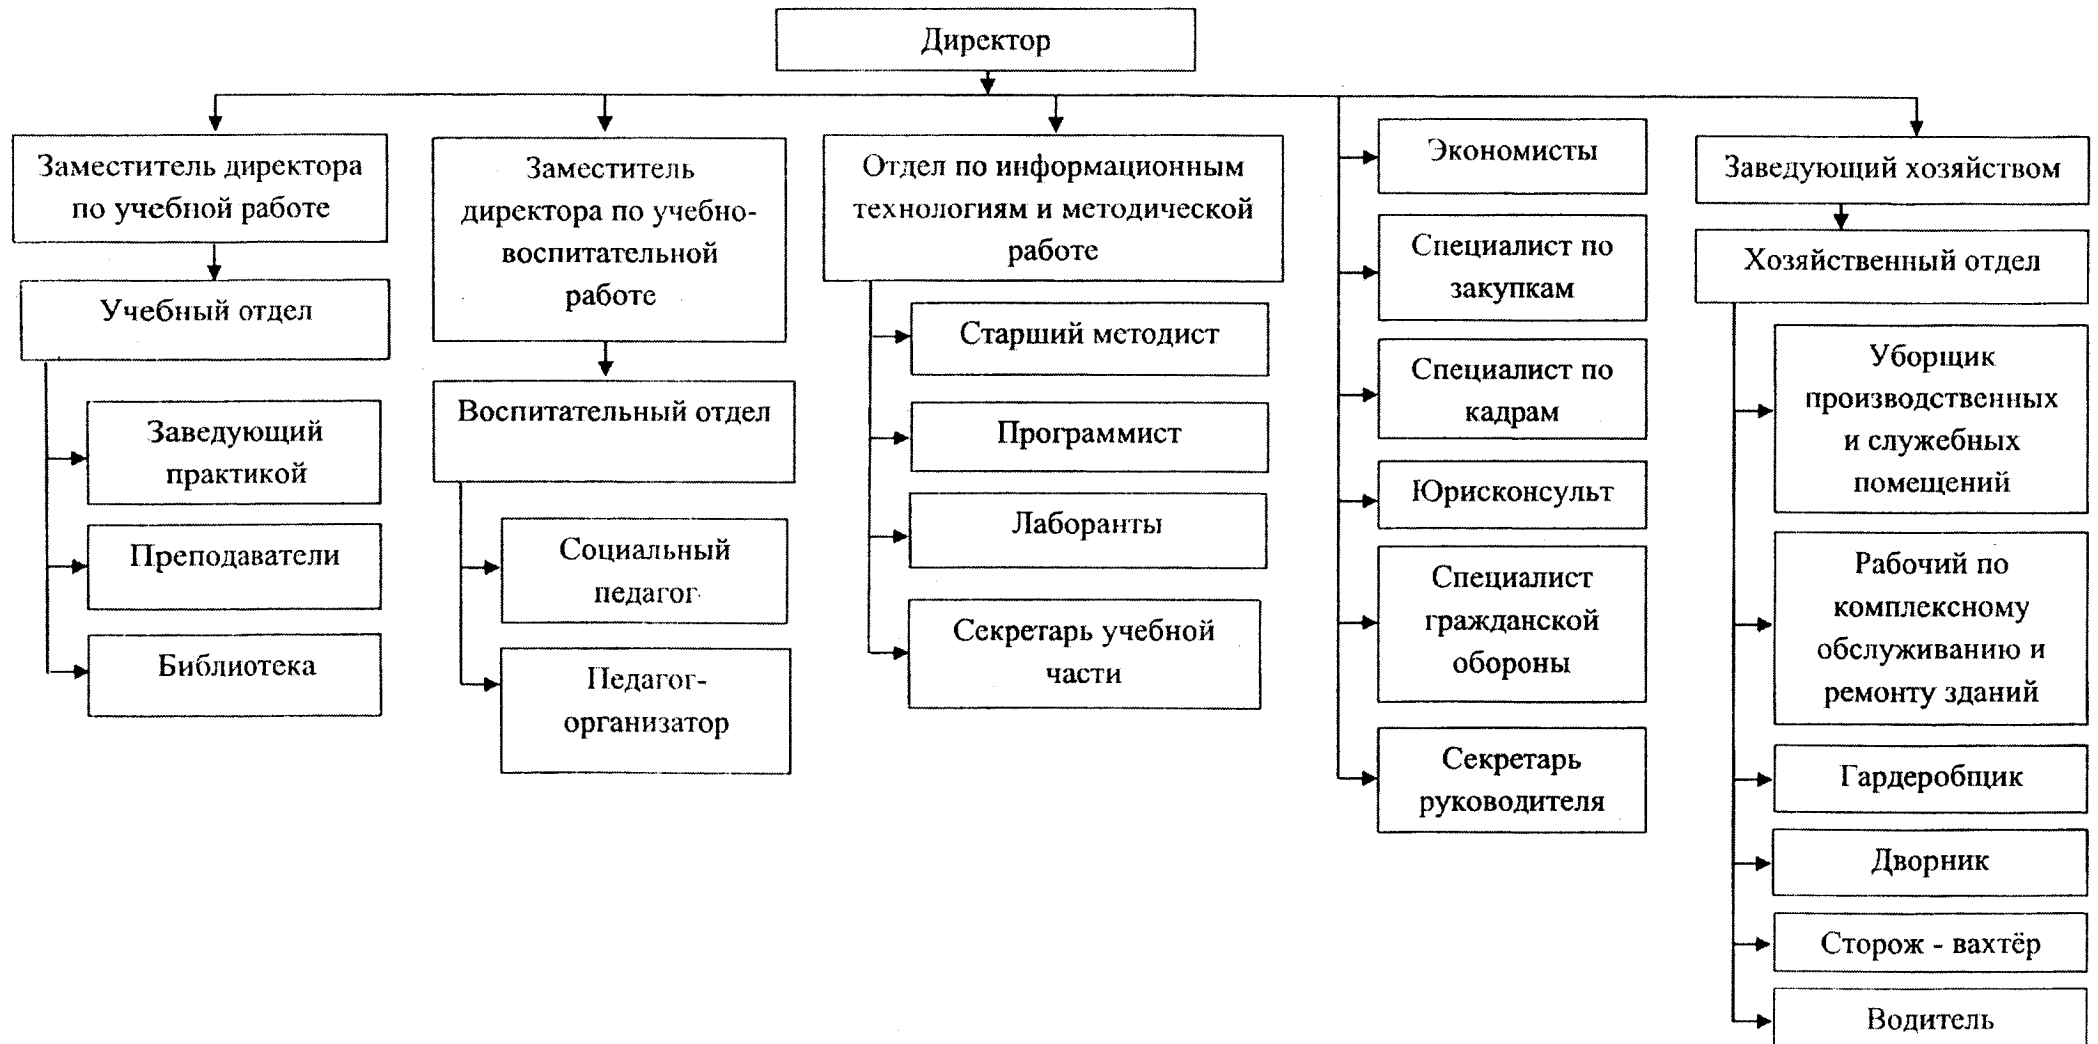 Директор
Заместитель директора
по учебной работе
Учебный отдел
Заведующий
практикой
Преподаватели
Библиотека
Заместитель
директора по учебно-
воспитательной
работе
Воспитательный отдел
Социальный
педагог
Педагог-
организатор
Отдел по информационным
технологиям и методической
работе
Старший методист
Программист
Лаборанты
Секретарь учебной
части
Экономисты
Специалист по
закупкам
Специалист по
кадрам
Юрисконсульт
Специалист
гражданской
обороны
Секретарь
руководителя
Заведующий хозяйством
Хозяйственный отдел
Уборщик
производственных
и служебных
помещений
Рабочий по
комплексному
обслуживанию и
ремонту зданий
Гардеробщик
Дворник
Сторож - вахтёр
Водитель